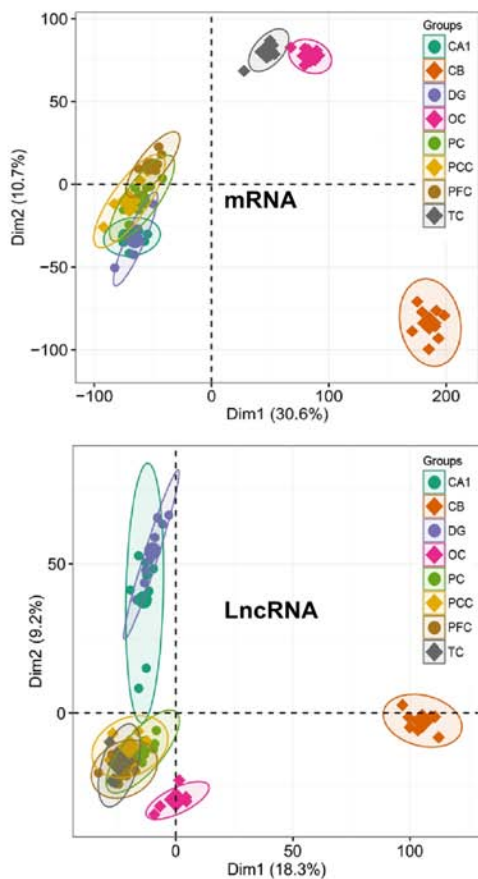 100
50
0
−50
−100
Dim2 (10.7%)
mRNA
Groups
CA1
CB
DG
OC
PC
PCC
PFC
TC
−100
0
100
200
Dim1 (30.6%)
50
0
Dim2 (9.2%)
LncRNA
Groups
CA1
CB
DG
OC
PC
PCC
PFC
TC
0
50
100
Dim1 (18.3%)